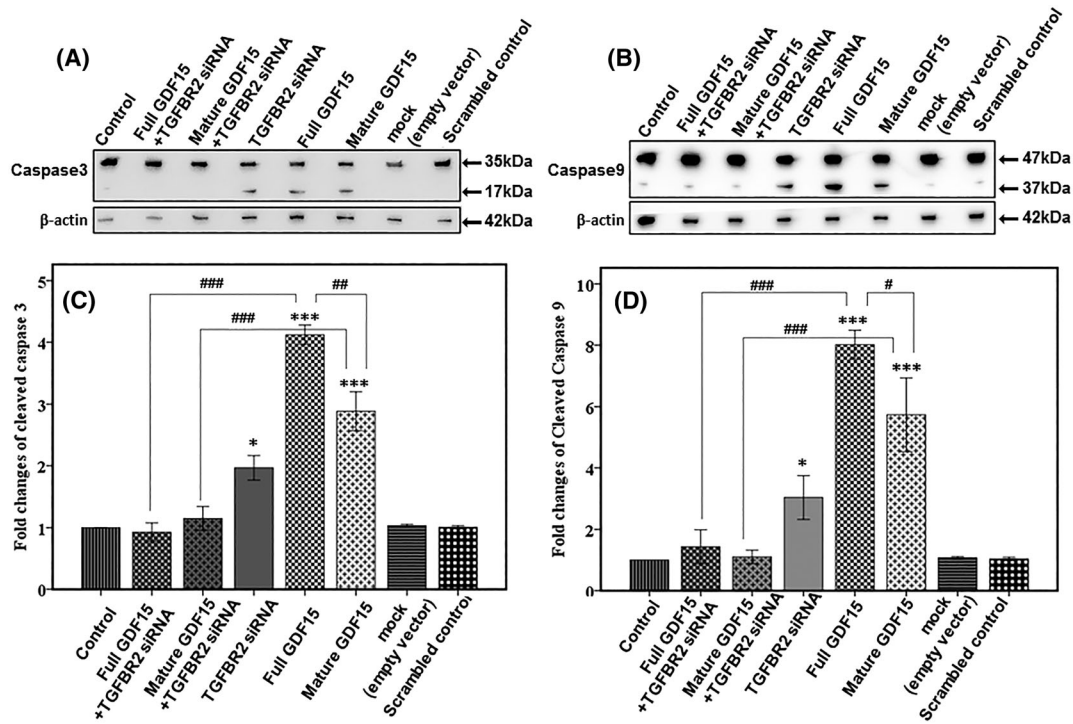 (A)
Control
Full GDF15
+TGFBR2 siRNA
Mature GDF15
+TGFBR2 siRNA
TGFBR2 siRNA
Full GDF15
Mature GDF15
mock
(empty vector)
Scrambled control
Caspase3
35kDa
17kDa
β-actin
42kDa
(B)
Control
Full GDF15
+TGFBR2 siRNA
Mature GDF15
+TGFBR2 siRNA
TGFBR2 siRNA
Full GDF15
Mature GDF15
mock
(empty vector)
Scrambled control
Caspase9
47kDa
37kDa
β-actin
42kDa
(C)
Fold changes of cleaved caspase 3
5
4
3
2
1
0
###
##
###
***
***
*
Control
Full GDF15
+TGFBR2 siRNA
Mature GDF15
+TGFBR2 siRNA
TGFBR2 siRNA
Full GDF15
Mature GDF15
mock
(empty vector)
Scrambled control
(D)
Fold changes of Cleaved Caspase 9
10
8
6
4
2
0
###
#
###
***
***
*
Control
Full GDF15
+TGFBR2 siRNA
Mature GDF15
+TGFBR2 siRNA
TGFBR2 siRNA
Full GDF15
Mature GDF15
mock
(empty vector)
Scrambled control